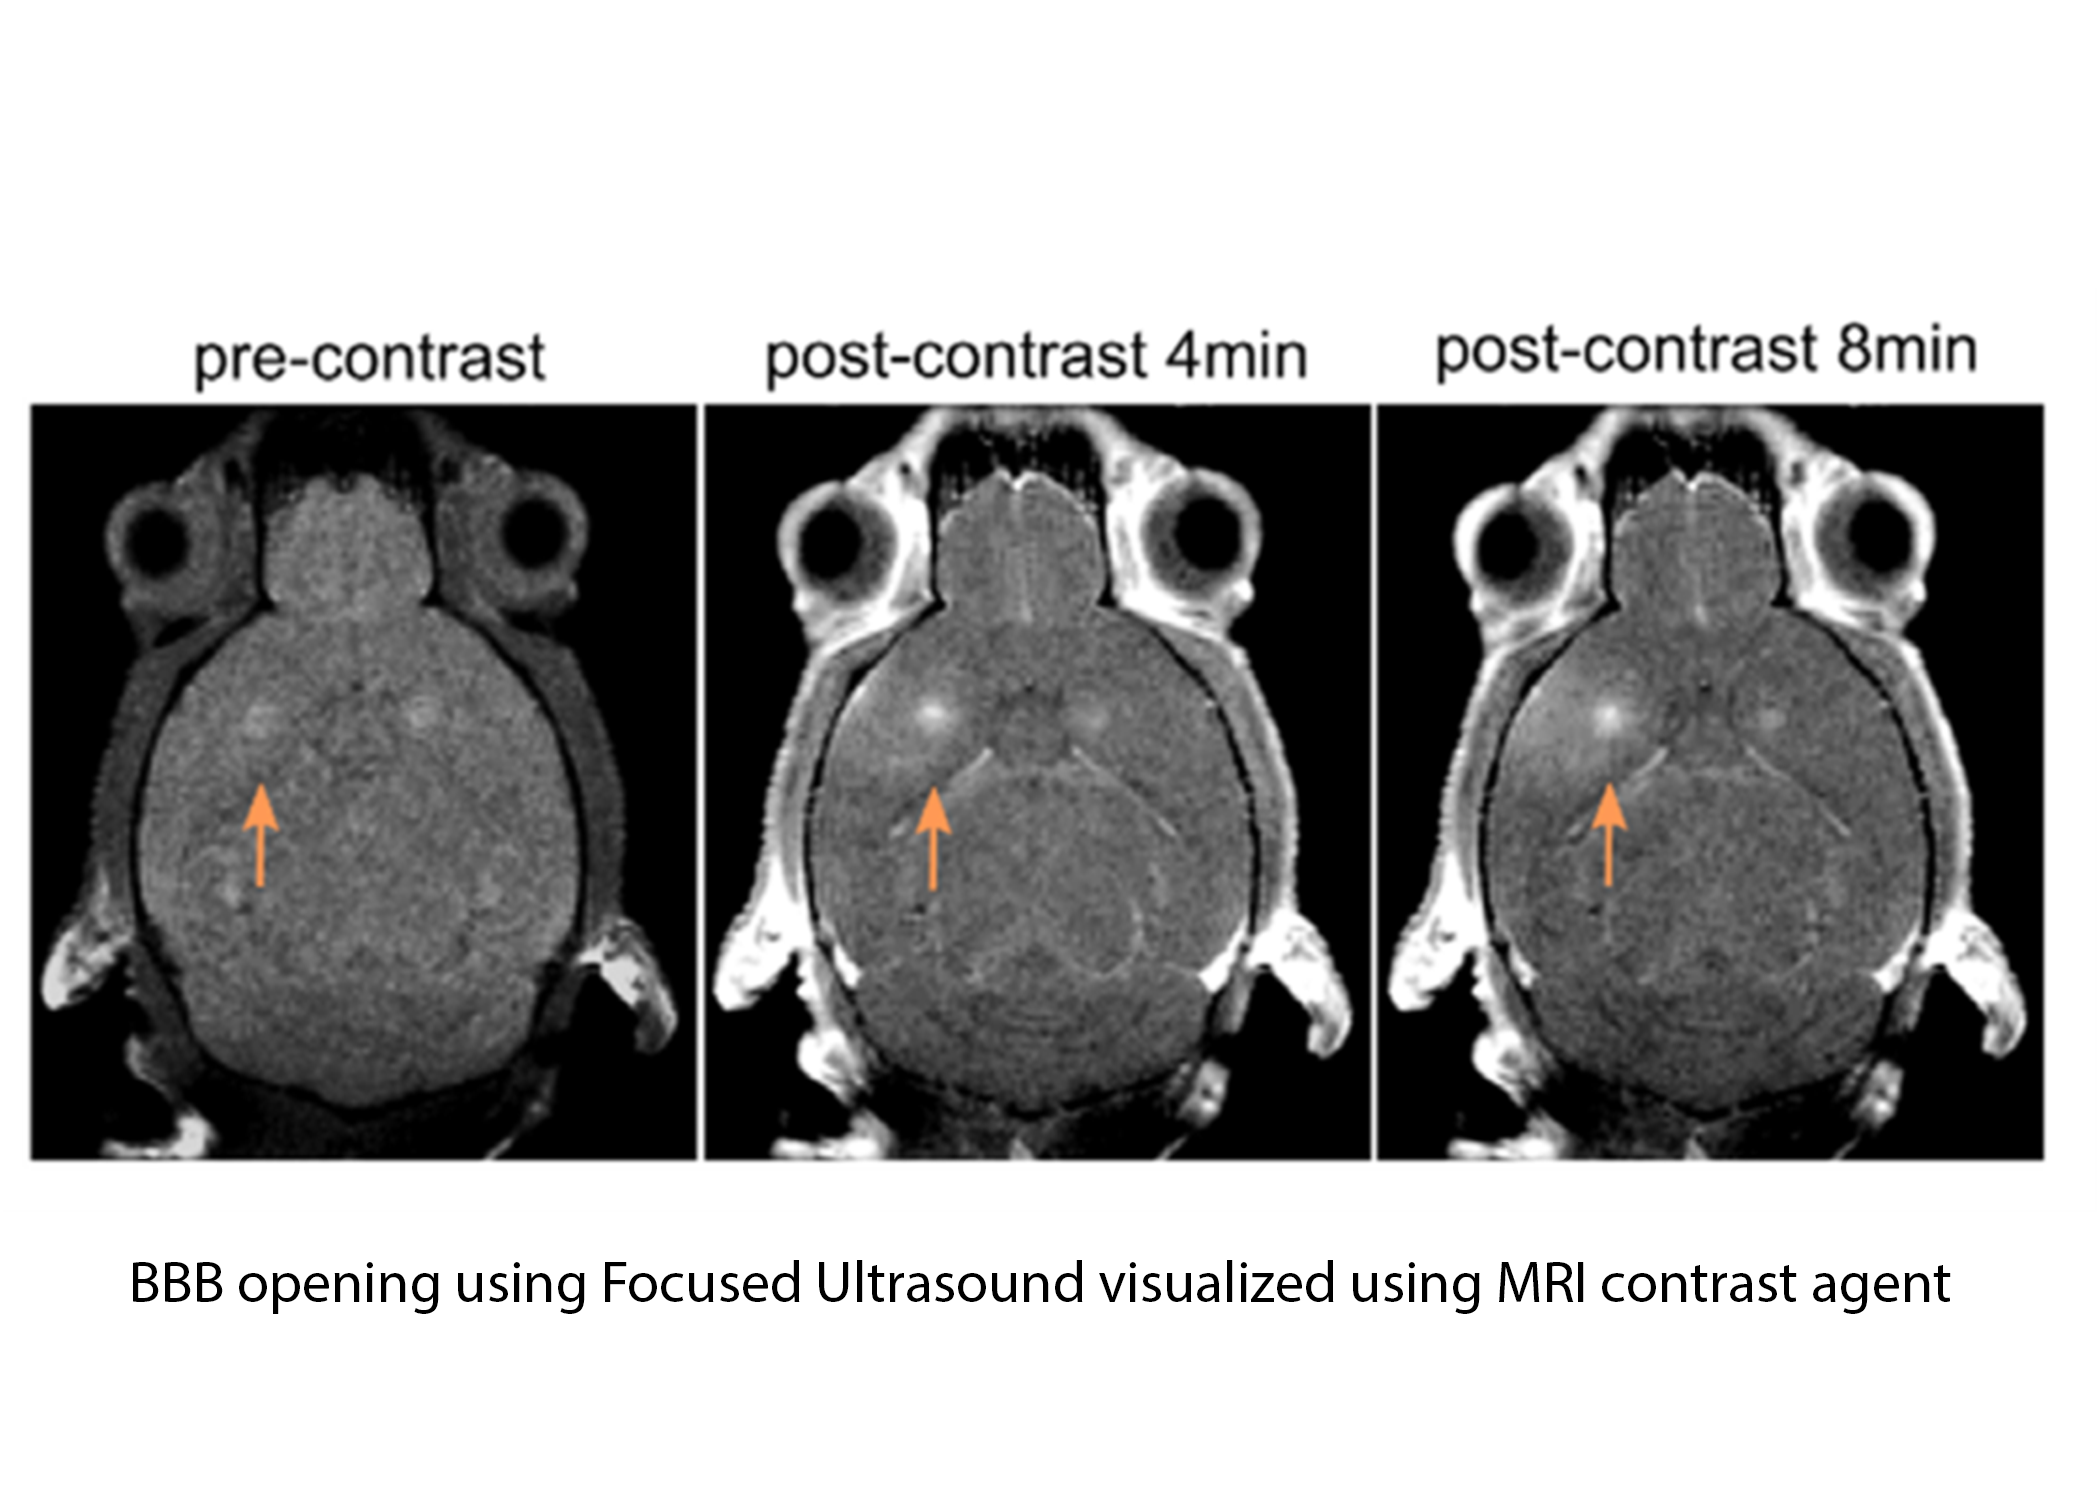 pre-contrast
post-contrast 4min
post-contrast 8min
BBB opening using Focused Ultrasound visualized using MRI contrast agent